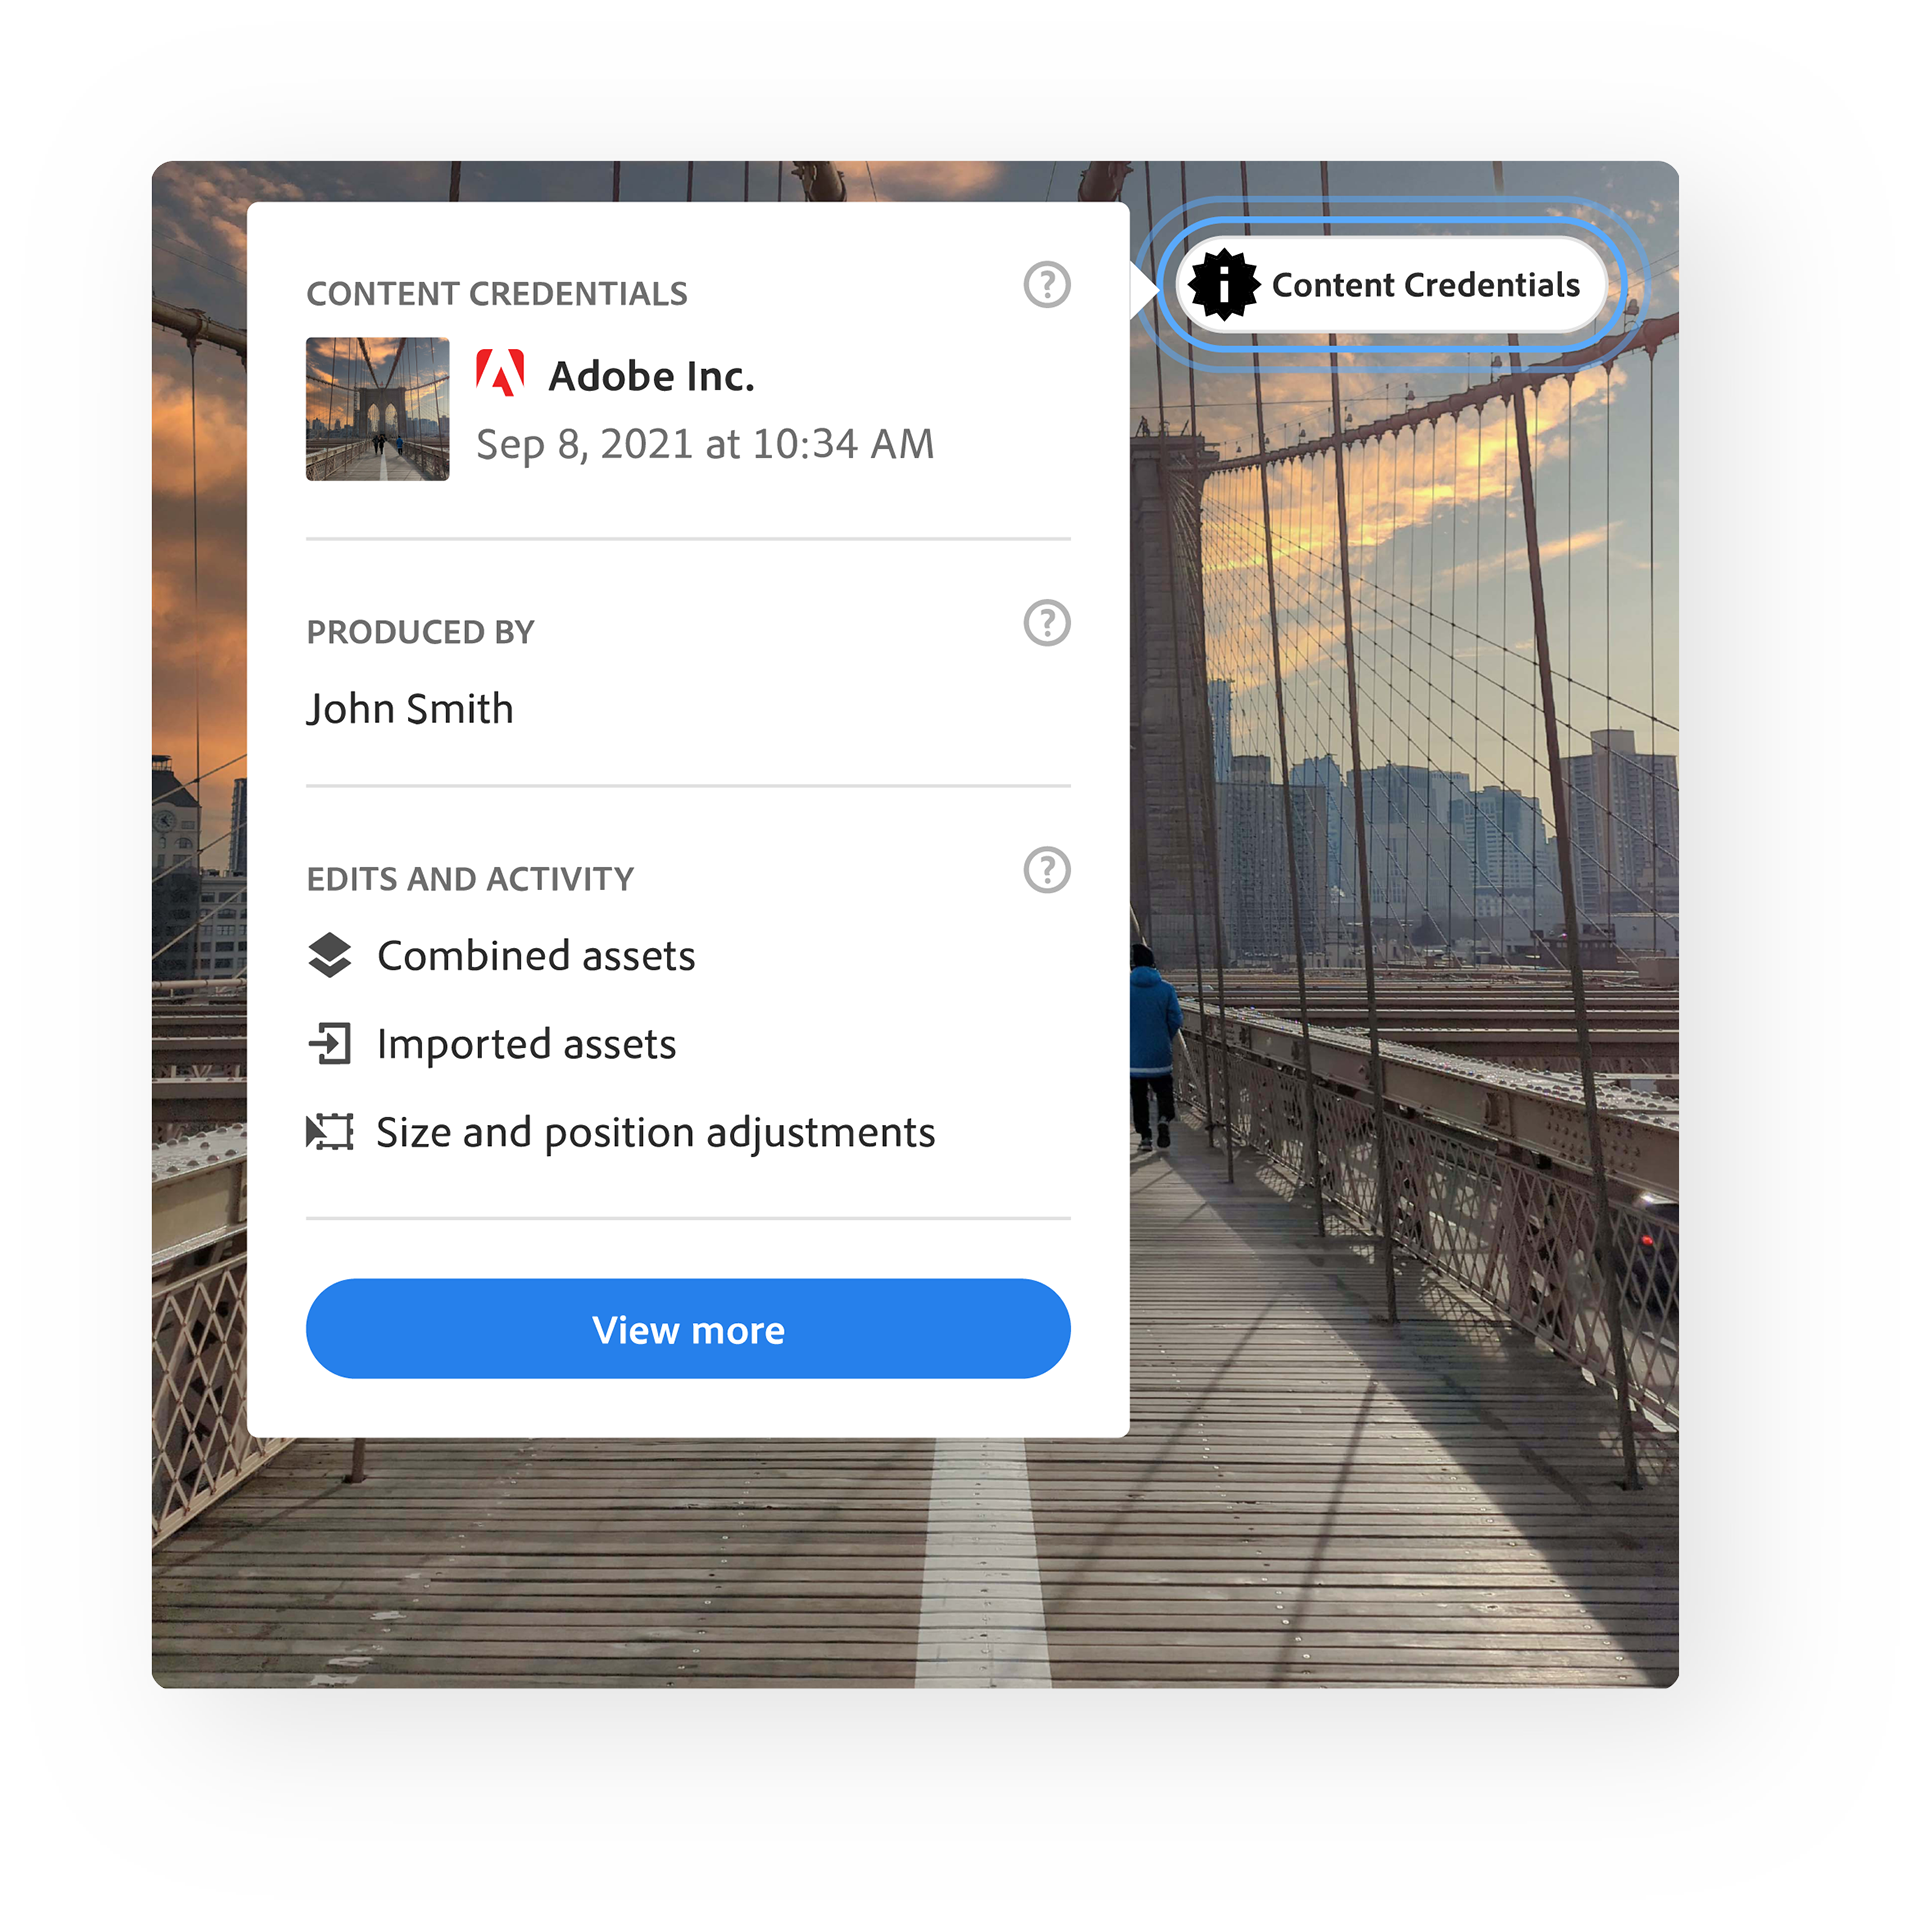 CONTENT CREDENTIALS
Adobe Inc.
Sep 8, 2021 at 10:34 AM
PRODUCED BY
John Smith
EDITS AND ACTIVITY
Combined assets
Imported assets
Size and position adjustments
View more
Content Credentials